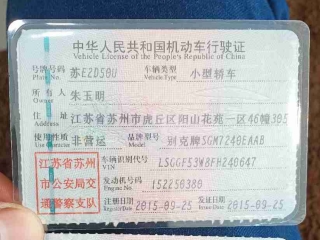 中华人民共和国机动车行驶证
Vehicle License of the People's Republic of China
号牌号码 苏EZD50U 车辆类型 小型轿车
Plate No. Vehicle Type
所有人 朱玉明
Owner
住址 江苏省苏州市虎丘区阳山花苑一区46幢305
Address
使用性质 非营运 品牌型号 别克牌SGM7240EAAB
Use Character Model
江苏省苏州 车辆识别代号 LSGGF53W8FH240647
VIN
市公安局交 发动机号码 152250380
Engine No.
通警察支队 注册日期 2015-09-25 发证日期 2015-09-25
Register Date Issue Date